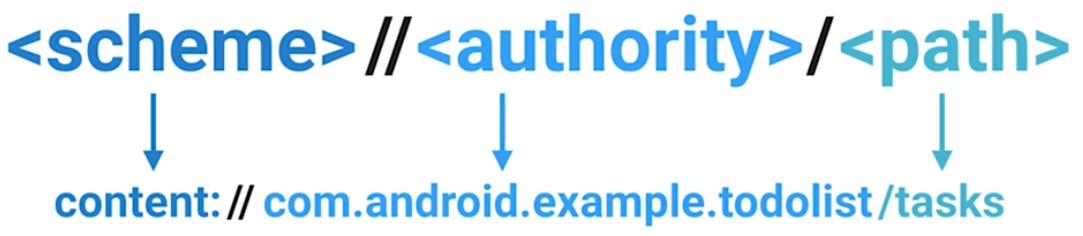 <scheme>//<authority>/<path>
content: // com.android.example.todolist /tasks